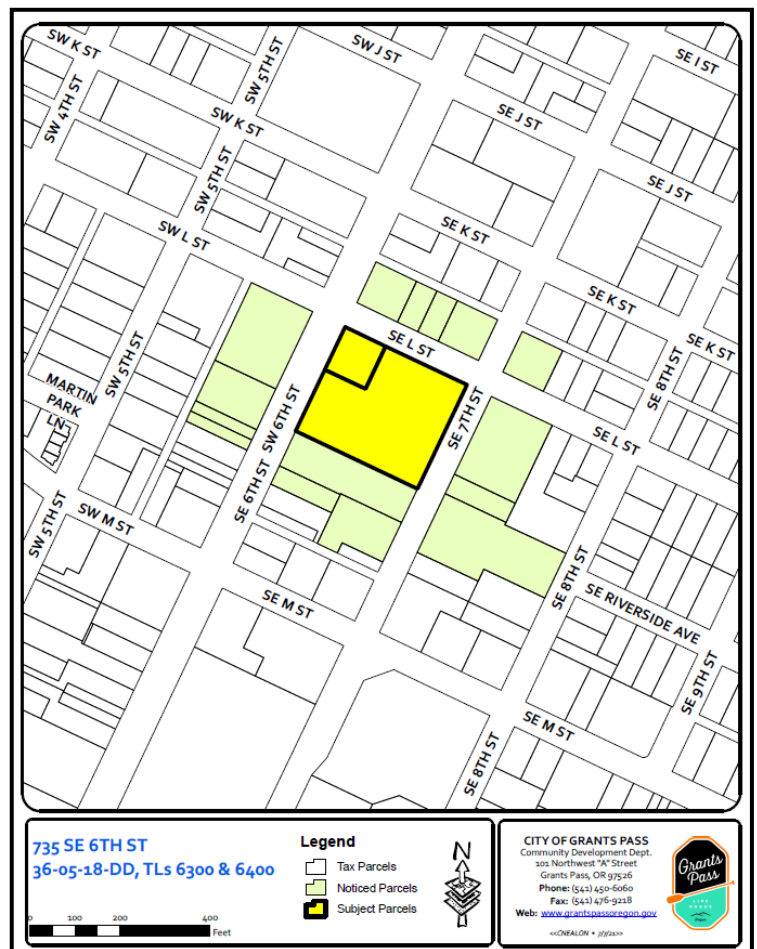 SW K ST
SW 5TH ST
SW J ST
SE I ST
SW 4TH ST
SW K ST
SE J ST
SW 5TH ST
SE J ST
SW L ST
SE K ST
SE K ST
SE L ST
SE K ST
SW 5TH ST
SE 8TH ST
MARTIN
PARK
LN
SW 6TH ST
SE 7TH ST
SE L ST
SE 6TH ST
SW 5TH ST
SW M ST
SE 8TH ST
SE M ST
SE RIVERSIDE AVE
SE 9TH ST
SE M ST
SE 8TH ST
735 SE 6TH ST
36-05-18-DD, TLs 6300 & 6400
0 100 200 400
Feet
Legend
Tax Parcels
Noticed Parcels
Subject Parcels
N
CITY OF GRANTS PASS
Community Development Dept.
101 Northwest "A" Street
Grants Pass, OR 97526
Phone: (541) 450-6060
Fax: (541) 476-9218
Web: www.grantspassoregon.gov
<<CNEALON • 7/7/21>>
Grants
Pass